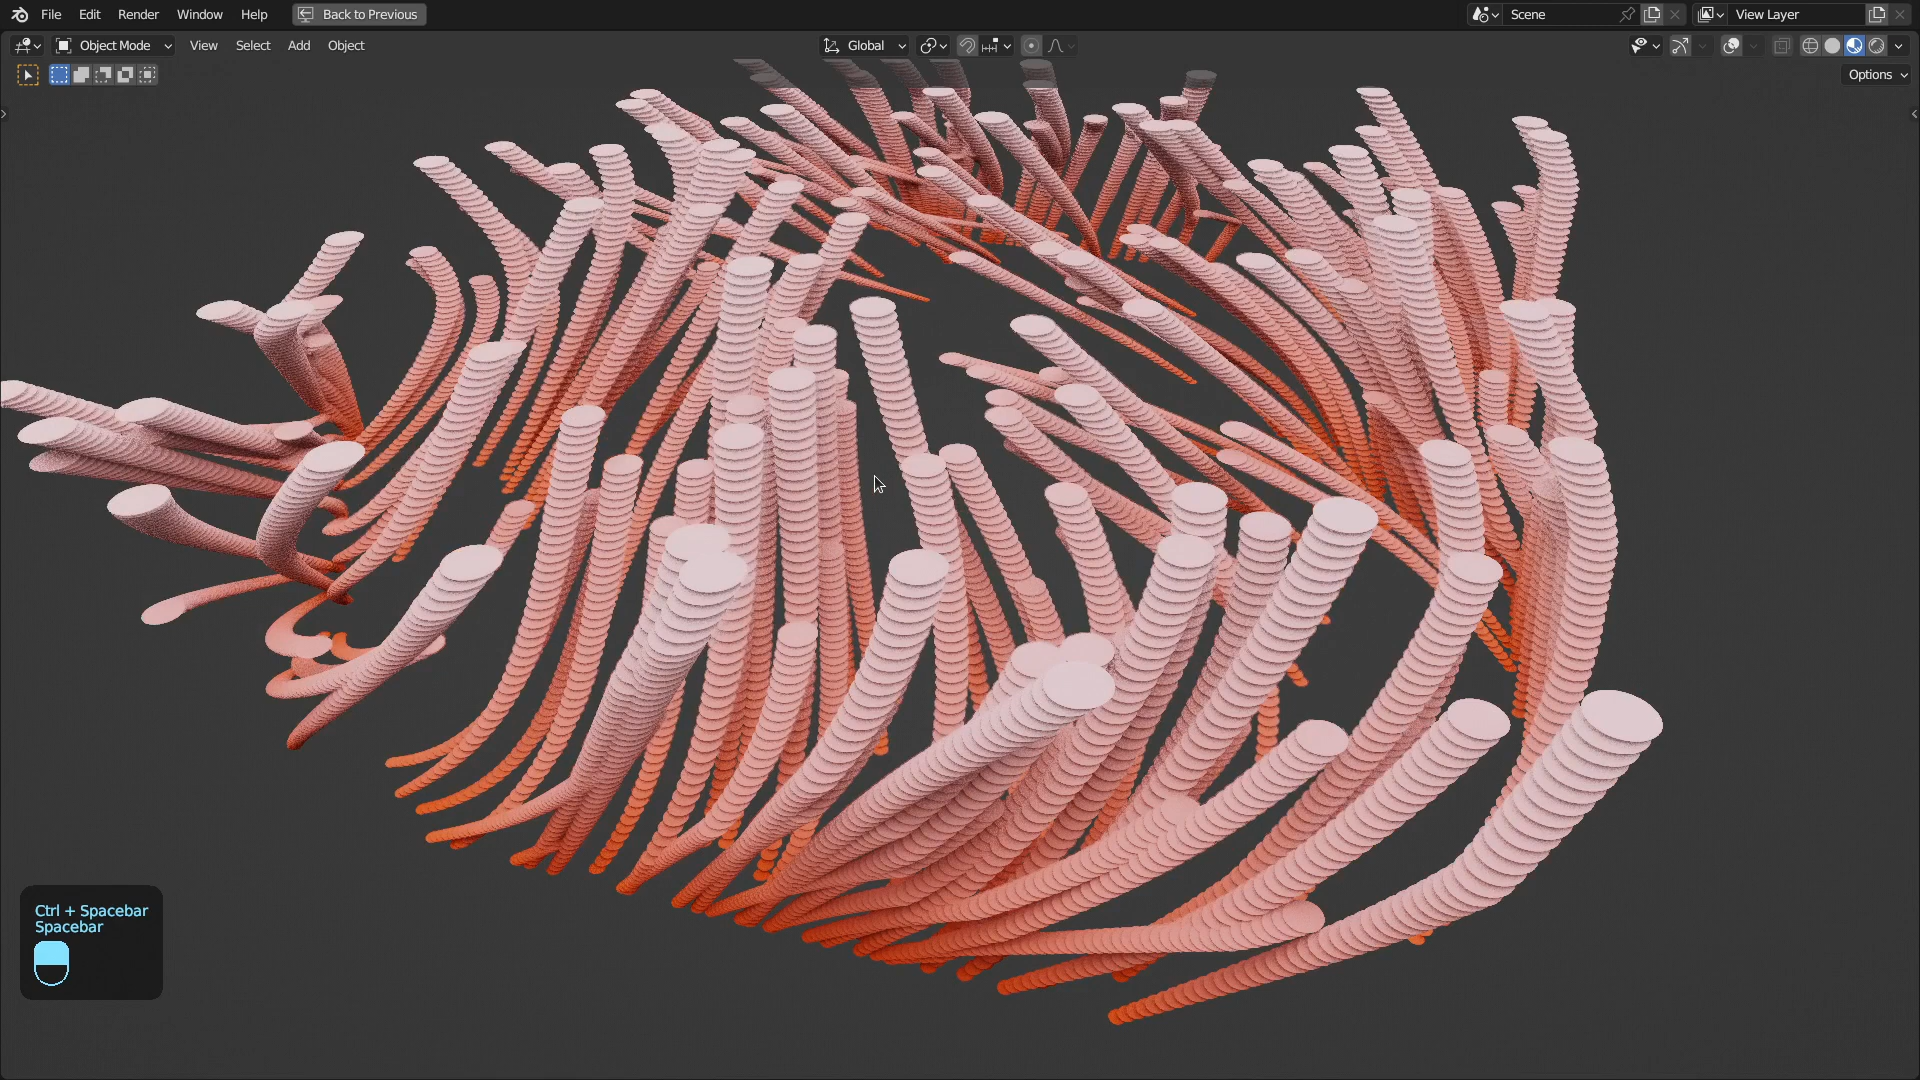 File Edit Render Window Help Back to Previous Scene View Layer
Object Mode View Select Add Object Global
Options
Ctrl + Spacebar
Spacebar